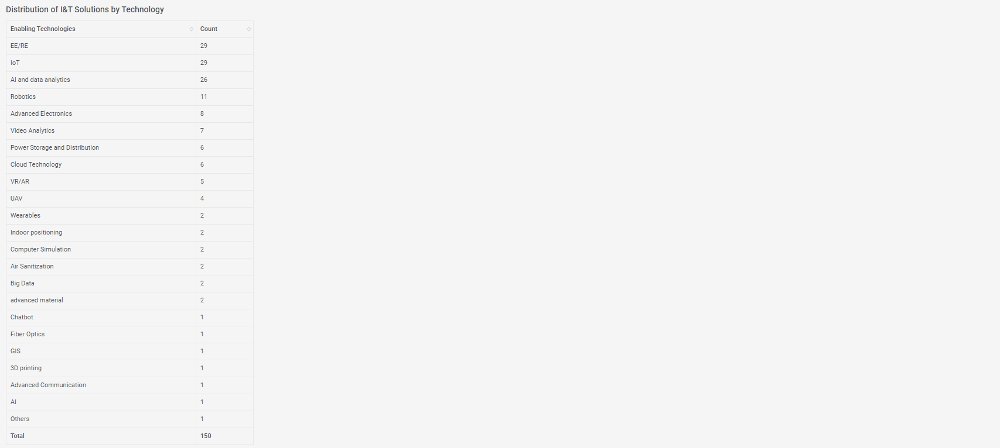 Distribution of I&T Solutions by Technology
Enabling Technologies Count
EE/RE 29
IoT 29
AI and data analytics 26
Robotics 11
Advanced Electronics 8
Video Analytics 7
Power Storage and Distribution 6
Cloud Technology 6
VR/AR 5
UAV 4
Wearables 2
Indoor positioning 2
Computer Simulation 2
Air Sanitization 2
Big Data 2
advanced material 2
Chatbot 1
Fiber Optics 1
GIS 1
3D printing 1
Advanced Communication 1
AI 1
Others 1
Total 150